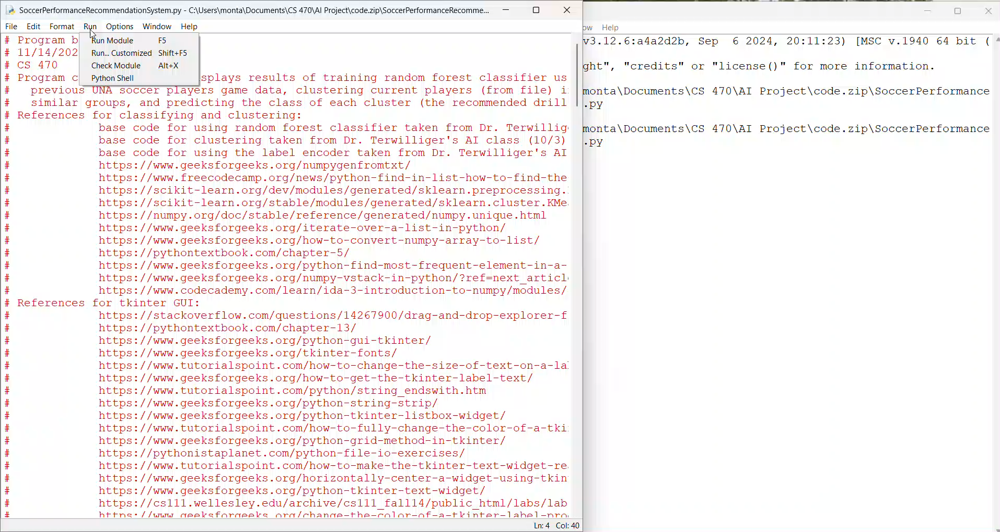 SoccerPerformanceRecommendationSystem.py - C:\Users\monta\Documents\CS 470\AI Project\code.zip\SoccerPerformanceRecomme...
File Edit Format Run Options Window Help
Run Module F5
Run... Customized Shift+F5
Check Module Alt+X
Python Shell
# Program b
# 11/14/202
# CS 470
# Program c splays results of training random forest classifier us
# previous UNA soccer players game data, clustering current players (from file) i
# similar groups, and predicting the class of each cluster (the recommended drill
# References for classifying and clustering:
# base code for using random forest classifier taken from Dr. Terwillig
# base code for clustering taken from Dr. Terwilliger's AI class (10/3)
# base code for using the label encoder taken from Dr. Terwilliger's AI
# https://www.geeksforgeeks.org/numpygenfromtxt/
# https://www.freecodecamp.org/news/python-find-in-list-how-to-find-the
# https://scikit-learn.org/dev/modules/generated/sklearn.preprocessing.
# https://scikit-learn.org/stable/modules/generated/sklearn.cluster.KMe
# https://numpy.org/doc/stable/reference/generated/numpy.unique.html
# https://www.geeksforgeeks.org/iterate-over-a-list-in-python/
# https://www.geeksforgeeks.org/how-to-convert-numpy-array-to-list/
# https://pythontextbook.com/chapter-5/
# https://www.geeksforgeeks.org/python-find-most-frequent-element-in-a-
# https://www.geeksforgeeks.org/numpy-vstack-in-python/?ref=next_articl
# https://www.codecademy.com/learn/ida-3-introduction-to-numpy/modules/
# References for tkinter GUI:
# https://stackoverflow.com/questions/14267900/drag-and-drop-explorer-f
# https://pythontextbook.com/chapter-13/
# https://www.geeksforgeeks.org/python-gui-tkinter/
# https://www.geeksforgeeks.org/tkinter-fonts/
# https://www.tutorialspoint.com/how-to-change-the-size-of-text-on-a-la
# https://www.geeksforgeeks.org/how-to-get-the-tkinter-label-text/
# https://www.tutorialspoint.com/python/string_endswith.htm
# https://www.geeksforgeeks.org/python-string-strip/
# https://www.geeksforgeeks.org/python-tkinter-listbox-widget/
# https://www.tutorialspoint.com/how-to-fully-change-the-color-of-a-tki
# https://www.geeksforgeeks.org/python-grid-method-in-tkinter/
# https://pythonistaplanet.com/python-file-io-exercises/
# https://www.tutorialspoint.com/how-to-make-the-tkinter-text-widget-re
# https://www.geeksforgeeks.org/horizontally-center-a-widget-using-tkin
# https://www.geeksforgeeks.org/python-tkinter-text-widget/
# https://cs111.wellesley.edu/archive/cs111_fall14/public_html/labs/lab
# https://www.geeksforgeeks.org/change-the-color-of-a-tkinter-label-pro
Ln: 4 Col: 40
ow Help
v3.12.6:a4a2d2b, Sep 6 2024, 20:11:23) [MSC v.1940 64 bit (
ght", "credits" or "license()" for more information.
monta\Documents\CS 470\AI Project\code.zip\SoccerPerformance
.py
monta\Documents\CS 470\AI Project\code.zip\SoccerPerformance
.py